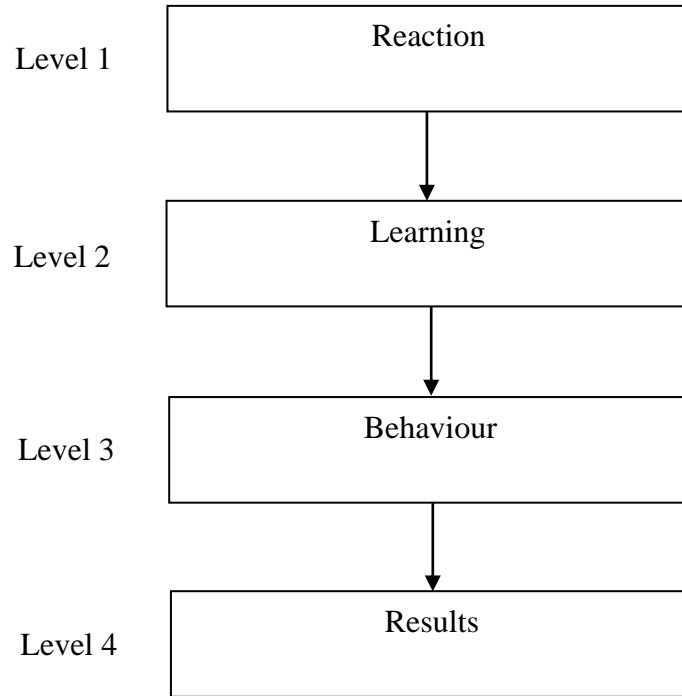 Reaction
Level 1
Learning
Level 2
Behaviour
Level 3
Results
Level 4